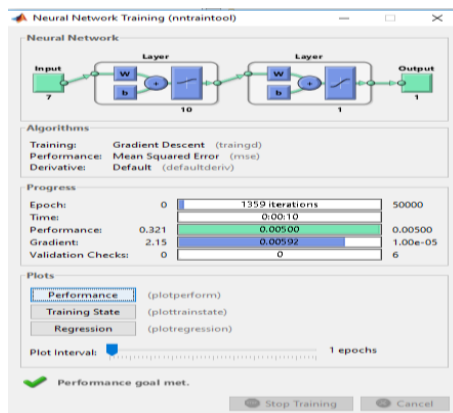 Neural Network Training (nntraintool)
Neural Network
Layer Layer
Input Output
W W
b b
7 10 1 1
Algorithms
Training: Gradient Descent (traingd)
Performance: Mean Squared Error (mse)
Derivative: Default (defaultderiv)
Progress
Epoch: 0 1359 iterations 50000
Time: 0:00:10
Performance: 0.321 0.00500 0.00500
Gradient: 2.15 0.00592 1.00e-05
Validation Checks: 0 0 6
Plots
Performance (plotperform)
Training State (plottrainstate)
Regression (plotregression)
Plot Interval: 1 epochs
Performance goal met.
Stop Training Cancel